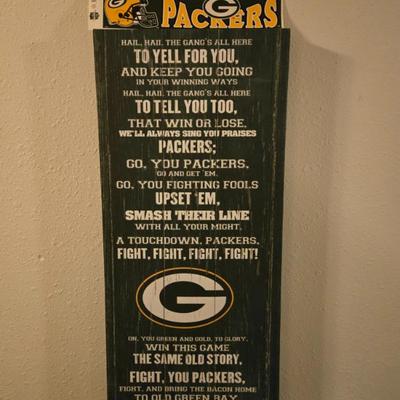 PACKERS
HAIL, HAIL THE GANG'S ALL HERE
TO YELL FOR YOU,
AND KEEP YOU GOING
IN YOUR WINNING WAYS
HAIL, HAIL THE GANG'S ALL HERE
TO TELL YOU TOO,
THAT WIN OR LOSE,
WE'LL ALWAYS SING YOU PRAISES
PACKERS;
GO, YOU PACKERS,
GO AND GET 'EM,
GO, YOU FIGHTING FOOLS
UPSET 'EM,
SMASH THEIR LINE
WITH ALL YOUR MIGHT,
A TOUCHDOWN, PACKERS,
FIGHT, FIGHT, FIGHT, FIGHT!
G
ON, YOU GREEN AND GOLD, TO GLORY,
WIN THIS GAME
THE SAME OLD STORY,
FIGHT, YOU PACKERS,
FIGHT, AND BRING THE BACON HOME
TO OLD GREEN BAY